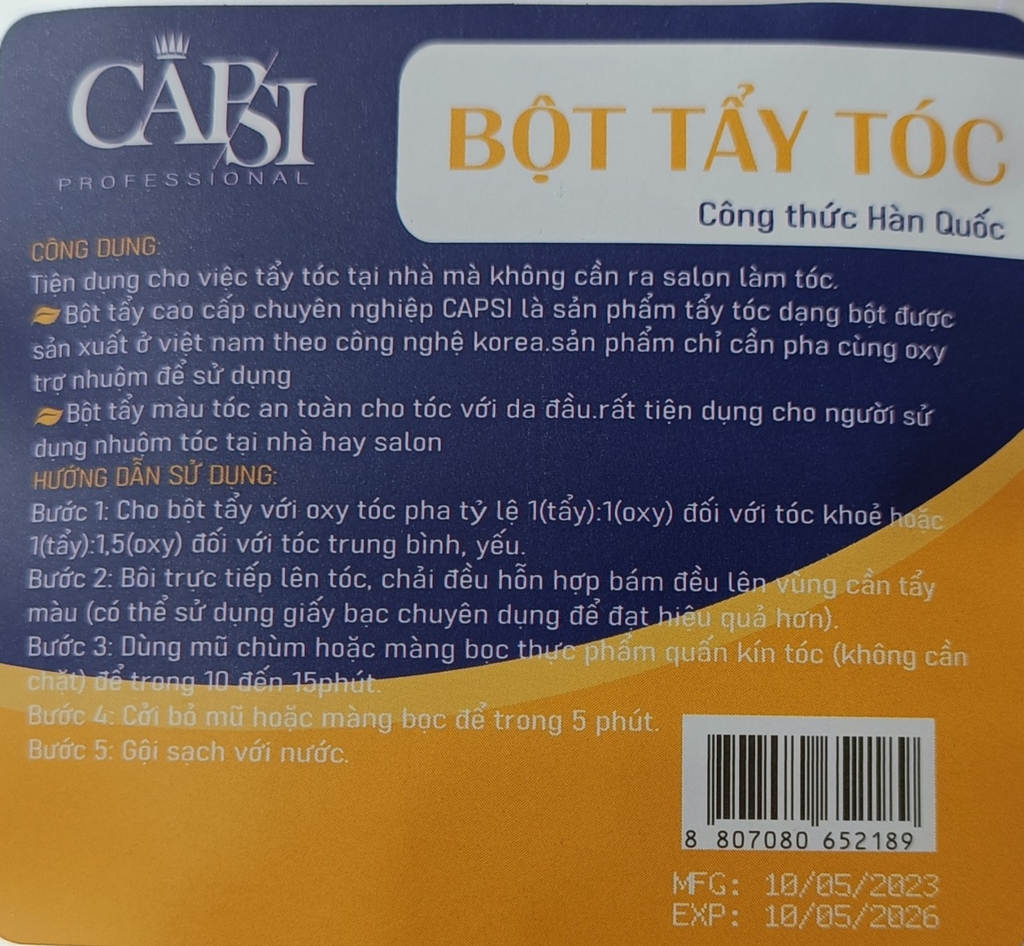 CAPSI
PROFESSIONAL
BỘT TẨY TÓC
Công thức Hàn Quốc
CÔNG DỤNG:
Tiện dụng cho việc tẩy tóc tại nhà mà không cần ra salon làm tóc.
Bột tẩy cao cấp chuyên nghiệp CAPSI là sản phẩm tẩy tóc dạng bột được
sản xuất ở việt nam theo công nghệ korea.sản phẩm chỉ cần pha cùng oxy
trợ nhuộm để sử dụng
Bột tẩy màu tóc an toàn cho tóc với da đầu.rất tiện dụng cho người sử
dụng nhuộm tóc tại nhà hay salon
HƯỚNG DẪN SỬ DỤNG:
Bước 1: Cho bột tẩy với oxy tóc pha tỷ lệ 1(tẩy):1(oxy) đối với tóc khoẻ hoặc
1(tẩy):1,5(oxy) đối với tóc trung bình, yếu.
Bước 2: Bôi trực tiếp lên tóc, chải đều hỗn hợp bám đều lên vùng cần tẩy
màu (có thể sử dụng giấy bạc chuyên dụng để đạt hiệu quả hơn).
Bước 3: Dùng mũ chùm hoặc màng bọc thực phẩm quấn kín tóc (không cần
chặt) để trong 10 đến 15phút.
Bước 4: Cởi bỏ mũ hoặc màng bọc để trong 5 phút.
Bước 5: Gội sạch với nước.
8 807080 652189
MFG: 10/05/2023
EXP: 10/05/2026